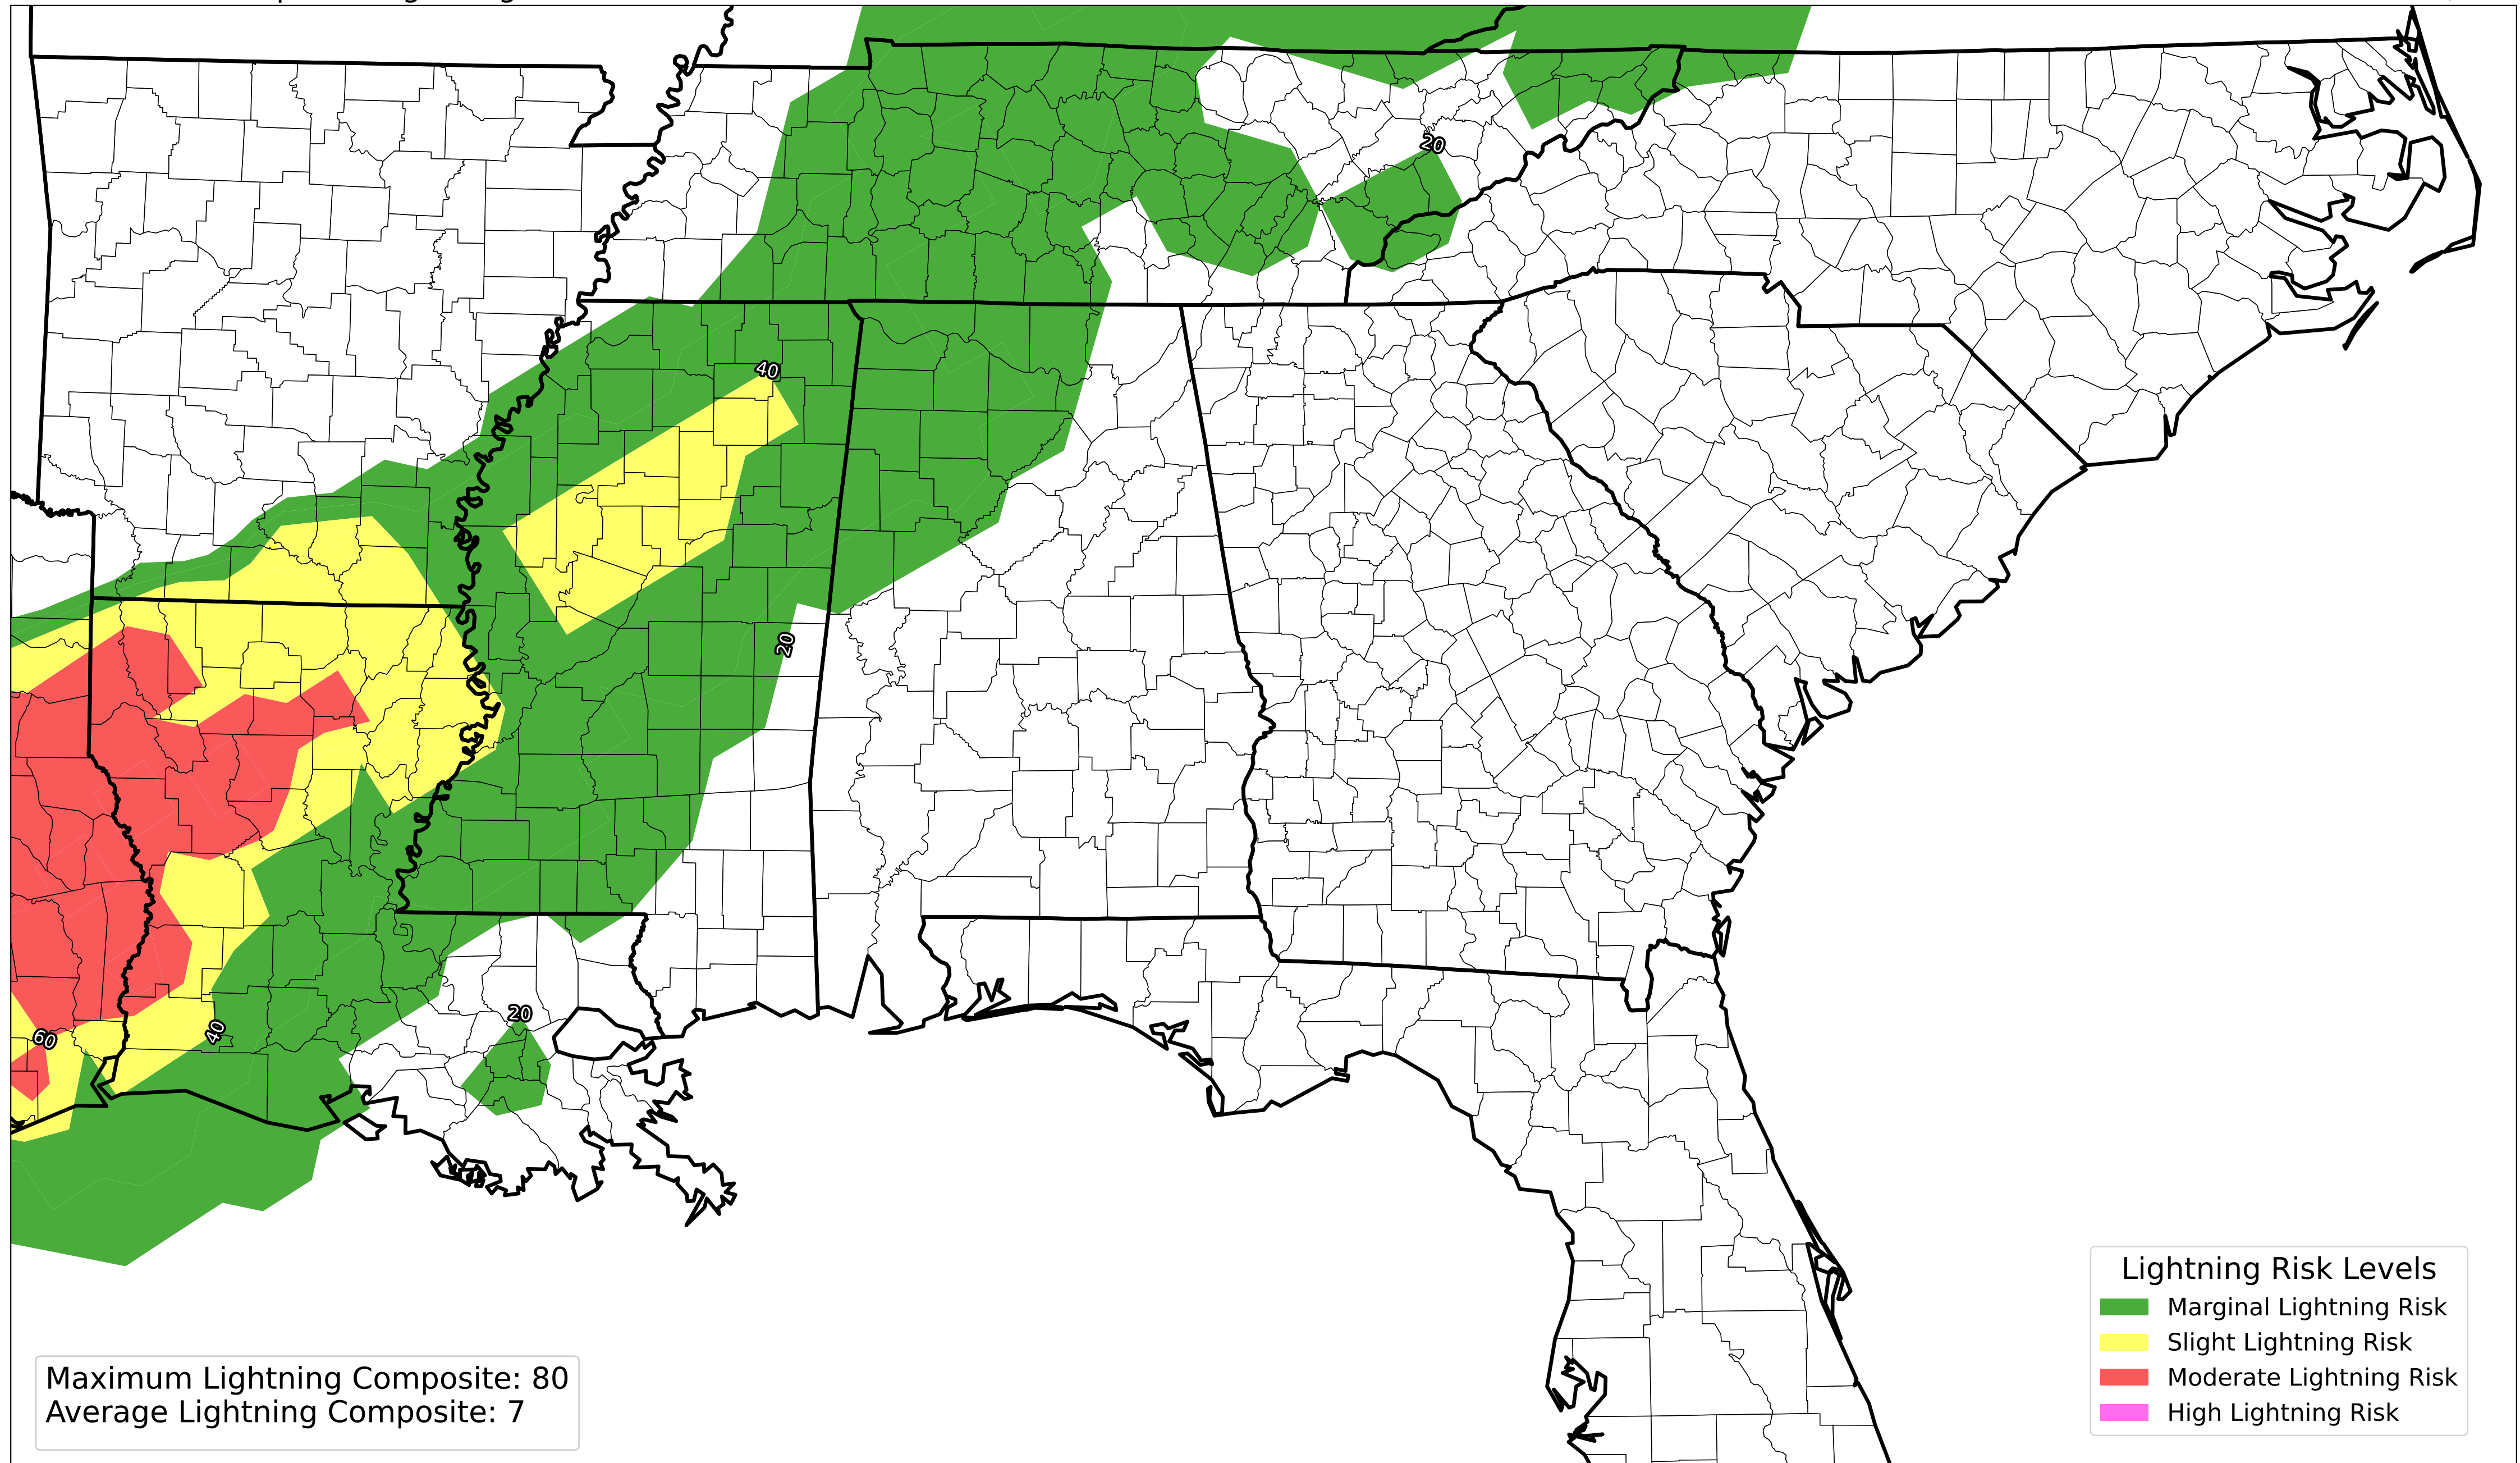 20
40
20
20
40
60
Lightning Risk Levels
Marginal Lightning Risk
Slight Lightning Risk
Moderate Lightning Risk
High Lightning Risk
Maximum Lightning Composite: 80
Average Lightning Composite: 7